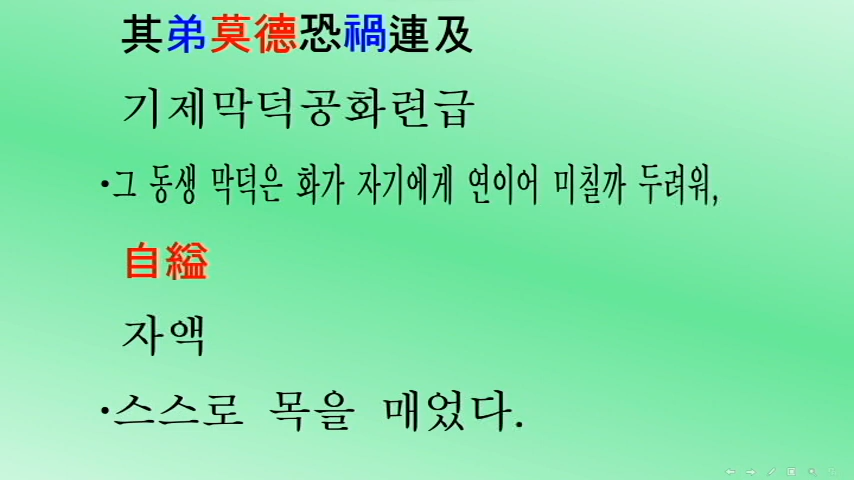 其弟莫德恐禍連及
기제막덕공화련급
•그 동생 막덕은 화가 자기에게 연이어 미칠까 두려워,
自縊
자액
•스스로 목을 매었다.